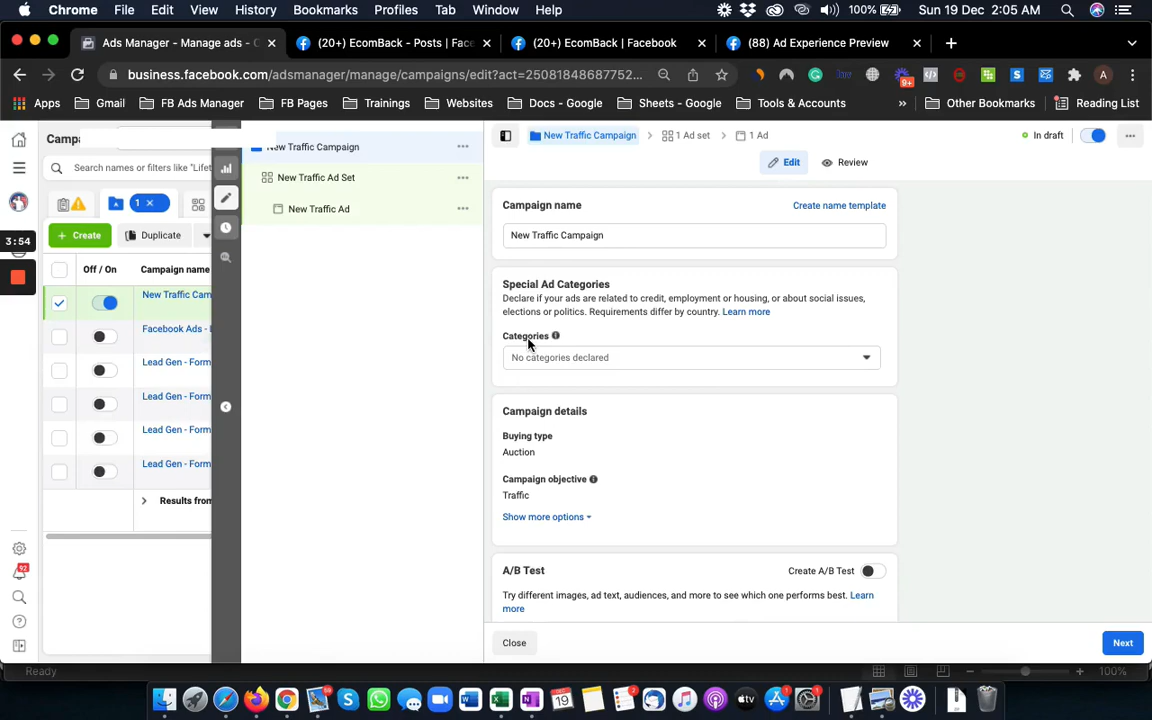 Chrome File Edit View History Bookmarks Profiles Tab Window Help 100% Sun 19 Dec 2:05 AM
Ads Manager - Manage ads - C (20+) EcomBack - Posts | Face (20+) EcomBack | Facebook (88) Ad Experience Preview
business.facebook.com/adsmanager/manage/campaigns/edit?act=25081848687752... 9+ A
Apps Gmail FB Ads Manager FB Pages Trainings Websites Docs - Google Sheets - Google Tools & Accounts » Other Bookmarks Reading List
Campa
Search names or filters like "Lifet
1 ×
+ Create Duplicate
Off / On Campaign name
New Traffic Cam
Facebook Ads -
Lead Gen - Form
Lead Gen - Form
Lead Gen - Form
Lead Gen - Form
Results from
3:54
92
New Traffic Campaign
New Traffic Ad Set
New Traffic Ad
New Traffic Campaign 1 Ad set 1 Ad In draft
Edit Review
Campaign name Create name template
New Traffic Campaign
Special Ad Categories
Declare if your ads are related to credit, employment or housing, or about social issues,
elections or politics. Requirements differ by country. Learn more
Categories
No categories declared
Campaign details
Buying type
Auction
Campaign objective
Traffic
Show more options
A/B Test Create A/B Test
Try different images, ad text, audiences, and more to see which one performs best. Learn
more
Close Next
Ready 100%